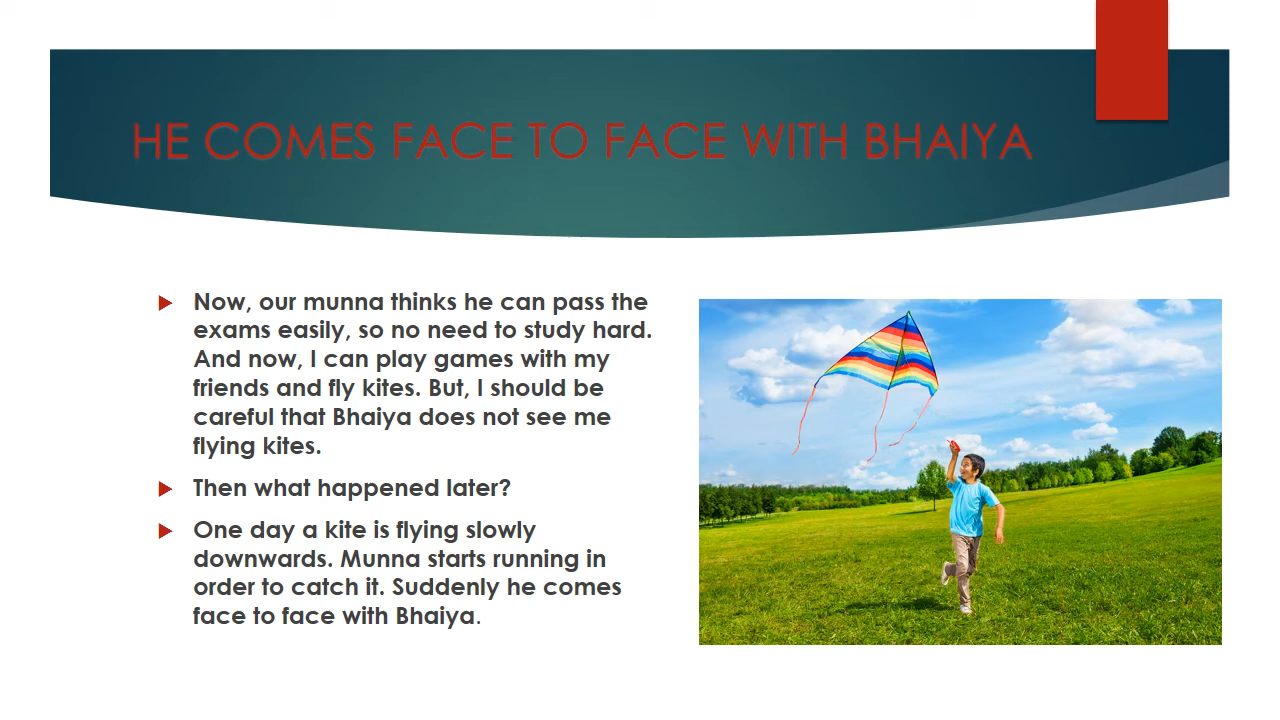 HE COMES FACE TO FACE WITH BHAIYA
Now, our munna thinks he can pass the
exams easily, so no need to study hard.
And now, I can play games with my
friends and fly kites. But, I should be
careful that Bhaiya does not see me
flying kites.
Then what happened later?
One day a kite is flying slowly
downwards. Munna starts running in
order to catch it. Suddenly he comes
face to face with Bhaiya.